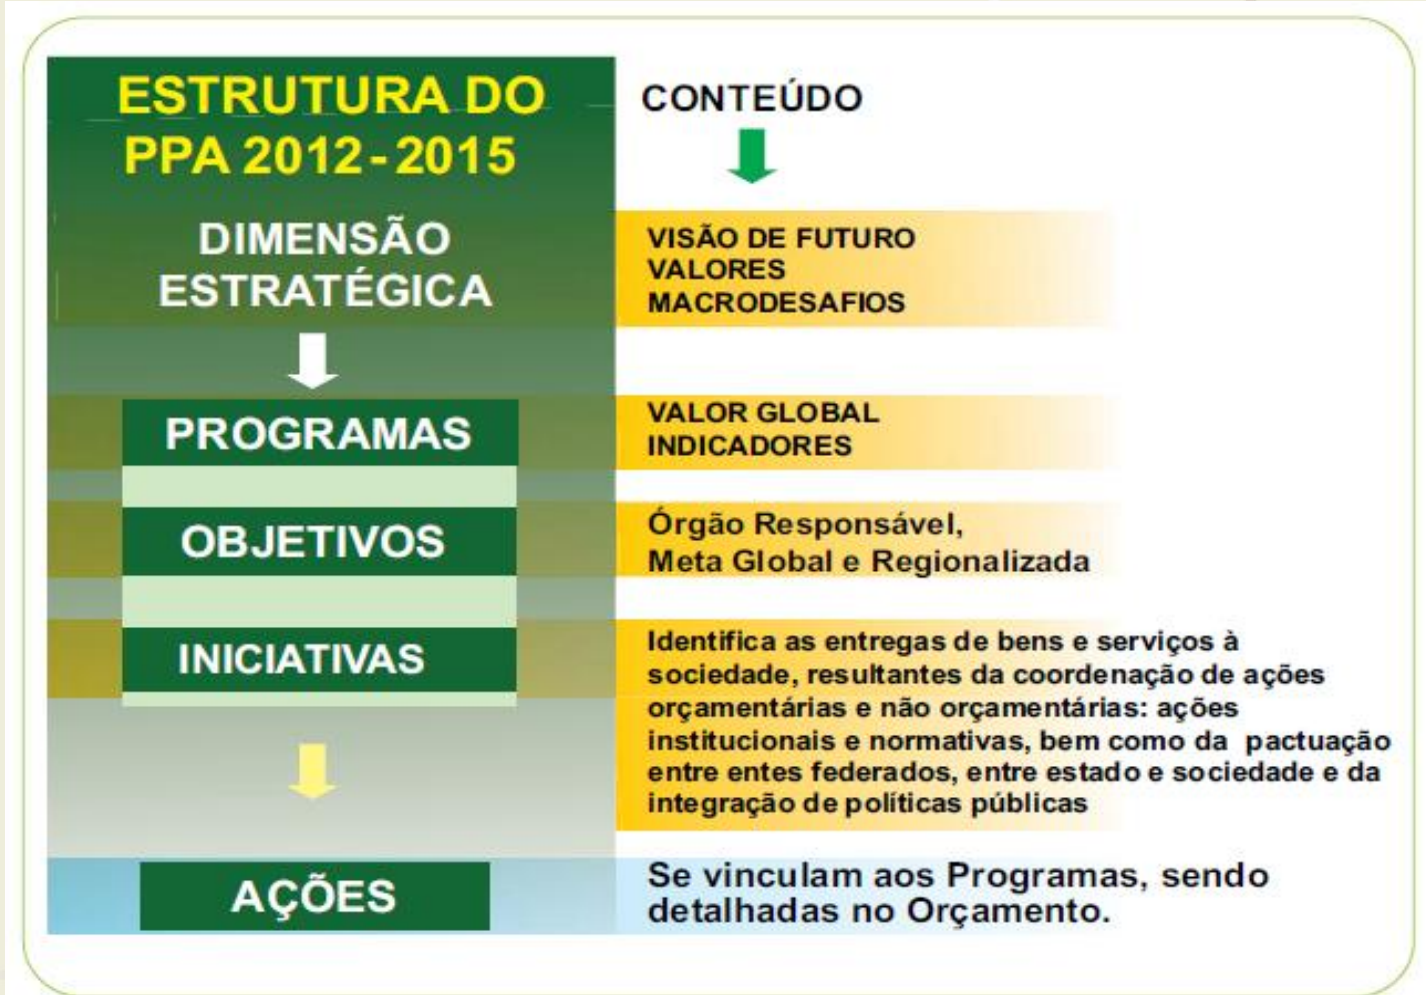 ESTRUTURA DO
PPA 2012-2015
CONTEÚDO
DIMENSÃO
ESTRATÉGICA
VISÃO DE FUTURO
VALORES
MACRODESAFIOS
PROGRAMAS
VALOR GLOBAL
INDICADORES
OBJETIVOS
Órgão Responsável,
Meta Global e Regionalizada
INICIATIVAS
Identifica as entregas de bens e serviços à
sociedade, resultantes da coordenação de ações
orçamentárias e não orçamentárias: ações
institucionais e normativas, bem como da pactuação
entre entes federados, entre estado e sociedade e da
integração de políticas públicas
AÇÕES
Se vinculam aos Programas, sendo
detalhadas no Orçamento.